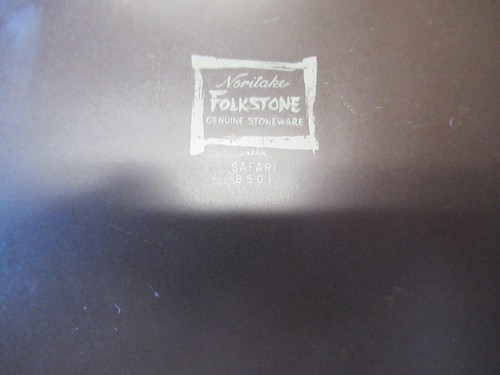 Noritake
FOLKSTONE
GENUINE STONEWARE
JAPAN
SAFARI
8501